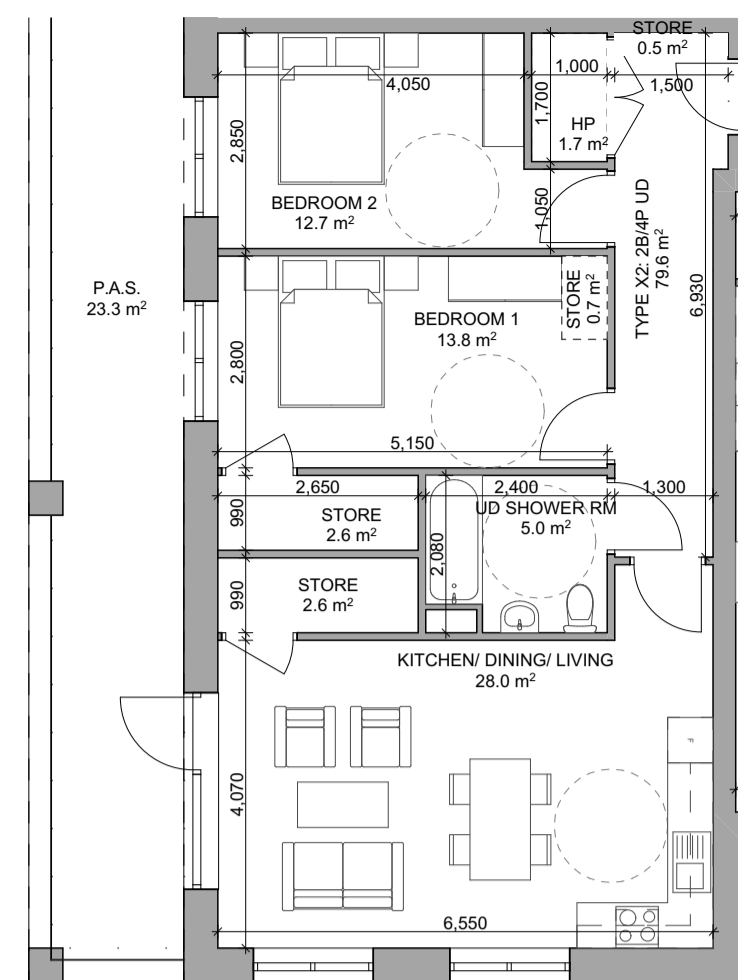 STORE
0.5 m²
1,000
4,050
1,500
1,700
HP
1.7 m²
2,850
BEDROOM 2
12.7 m²
1,050
TYPE X2: 2B/4P UD
79.6 m²
P.A.S.
23.3 m²
STORE
0.7 m²
6,930
BEDROOM 1
13.8 m²
2,800
5,150
2,650
2,400
1,300
990
STORE
2.6 m²
UD SHOWER RM
5.0 m²
2,080
990
STORE
2.6 m²
KITCHEN/ DINING/ LIVING
28.0 m²
F
4,070
6,550